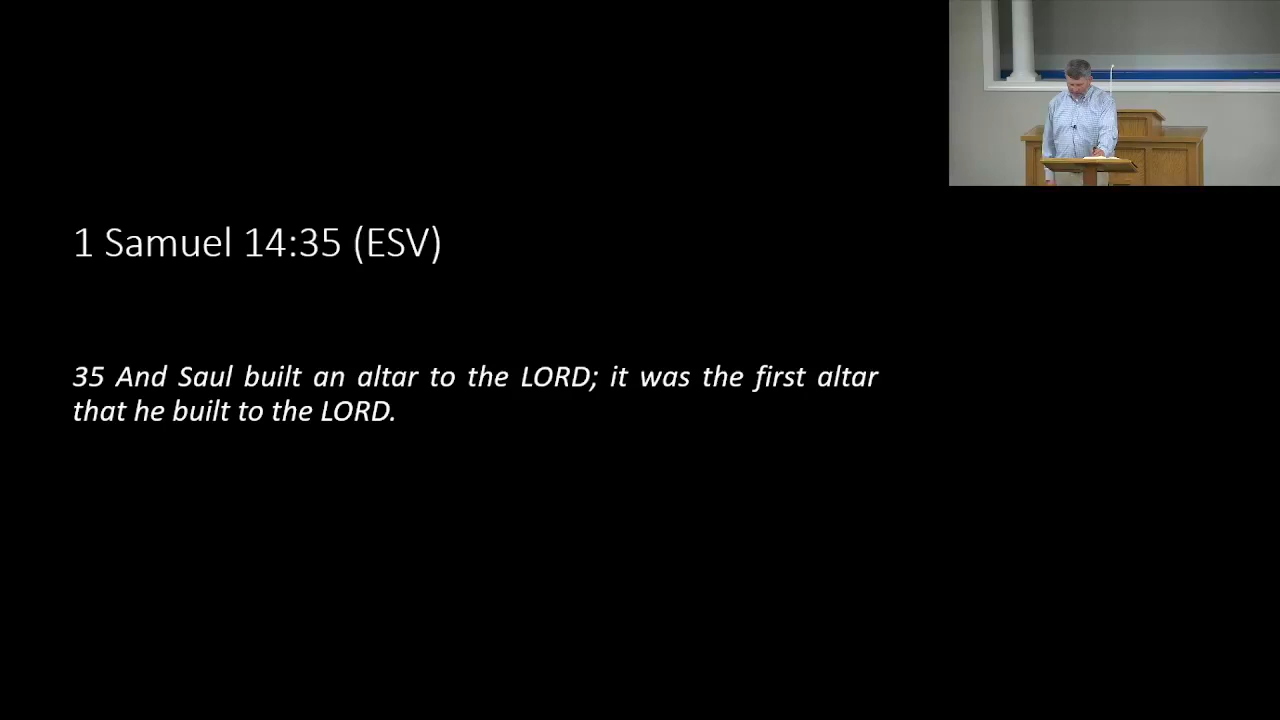 1 Samuel 14:35 (ESV)
35 And Saul built an altar to the LORD; it was the first altar
that he built to the LORD.